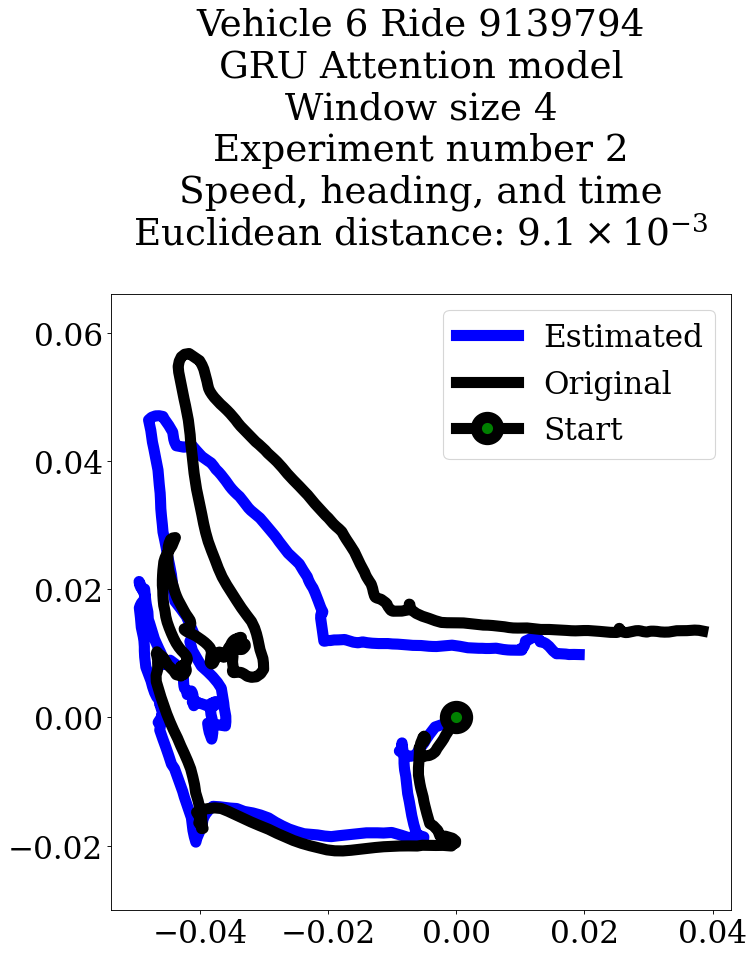 Vehicle 6 Ride 9139794
GRU Attention model
Window size 4
Experiment number 2
Speed, heading, and time
Euclidean distance: 9.1 × 10⁻³
Estimated
Original
Start
0.06
0.04
0.02
0.00
−0.02
−0.04
−0.02
0.00
0.02
0.04